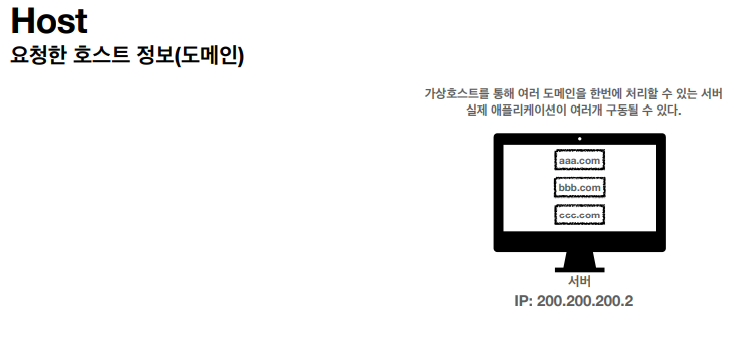 Host
요청한 호스트 정보(도메인)
가상호스트를 통해 여러 도메인을 한번에 처리할 수 있는 서버
실제 애플리케이션이 여러개 구동될 수 있다.
aaa.com
bbb.com
ccc.com
서버
IP: 200.200.200.2